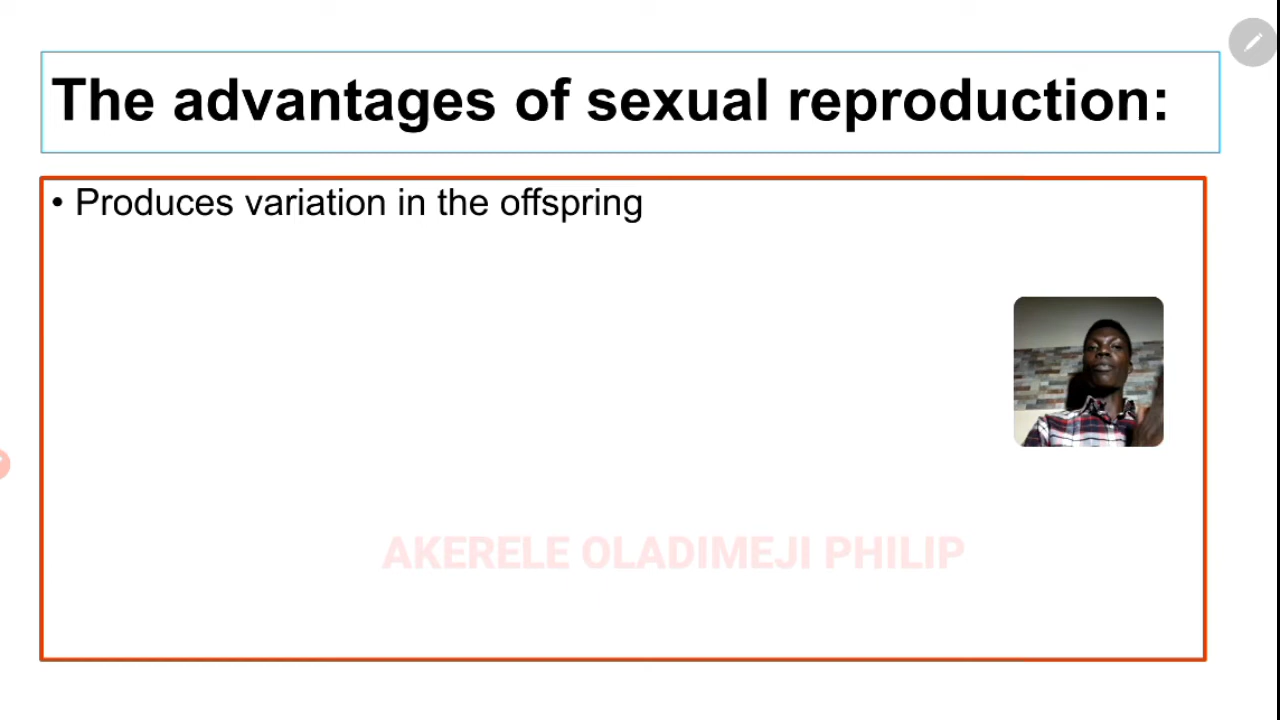 The advantages of sexual reproduction:
• Produces variation in the offspring
AKERELE OLADIMEJI PHILIP